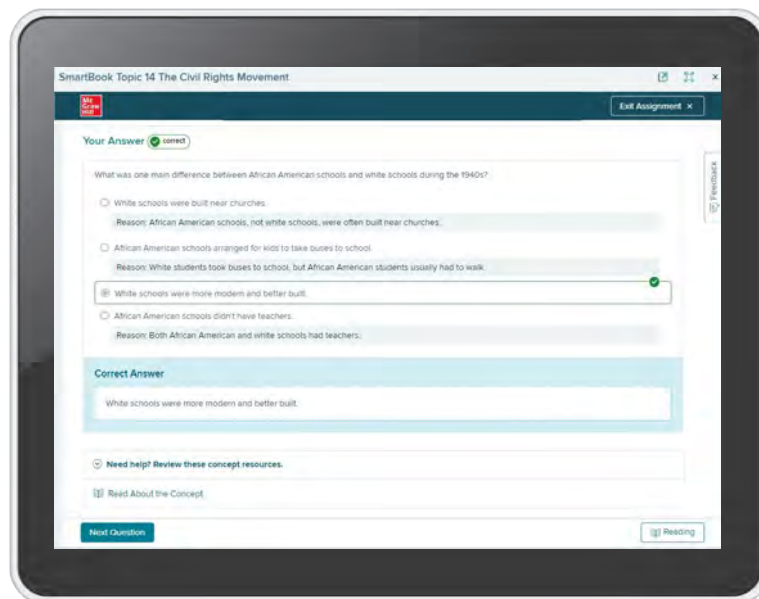 SmartBook Topic 14 The Civil Rights Movement
Mc
Graw
Hill
Exit Assignment ×
Your Answer correct
Feedback
What was one main difference between African American schools and white schools during the 1940s?
White schools were built near churches.
Reason: African American schools, not white schools, were often built near churches.
African American schools arranged for kids to take buses to school.
Reason: White students took buses to school, but African American students usually had to walk.
White schools were more modern and better built.
African American schools didn't have teachers.
Reason: Both African American and white schools had teachers.
Correct Answer
White schools were more modern and better built.
Need help? Review these concept resources.
Read About the Concept
Next Question
Reading